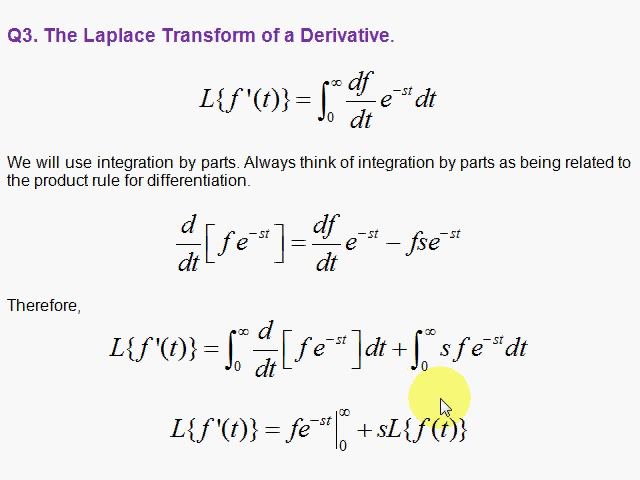 Q3. The Laplace Transform of a Derivative.
L{f '(t)} = ∫₀^∞ df/dt e^{-st} dt
We will use integration by parts. Always think of integration by parts as being related to
the product rule for differentiation.
d/dt [ f e^{-st} ] = df/dt e^{-st} − fse^{-st}
Therefore,
L{f '(t)} = ∫₀^∞ d/dt [ f e^{-st} ] dt + ∫₀^∞ s f e^{-st} dt
L{f '(t)} = fe^{-st} |₀^∞ + sL{f(t)}